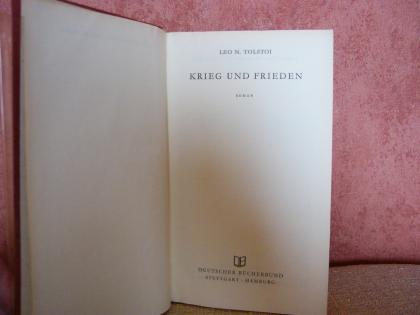 LEO N. TOLSTOI
KRIEG UND FRIEDEN
ROMAN
DEUTSCHER BÜCHERBUND
STUTTGART · HAMBURG